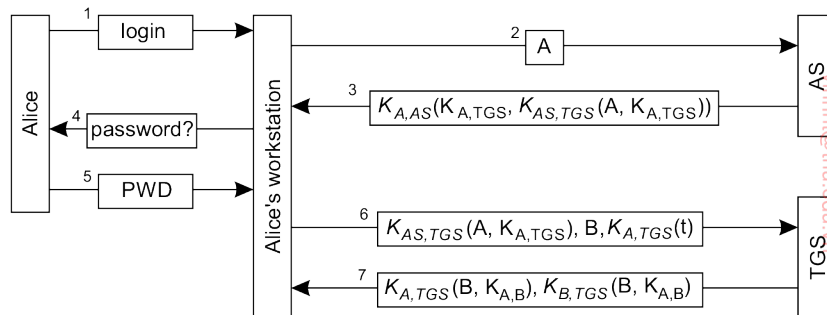 1 login
2 A
AS
3 K_A,AS(K_A,TGS, K_AS,TGS(A, K_A,TGS))
Alice
4 password?
Alice's workstation
5 PWD
6 K_AS,TGS(A, K_A,TGS), B, K_A,TGS(t)
TGS
7 K_A,TGS(B, K_A,B), K_B,TGS(B, K_A,B)